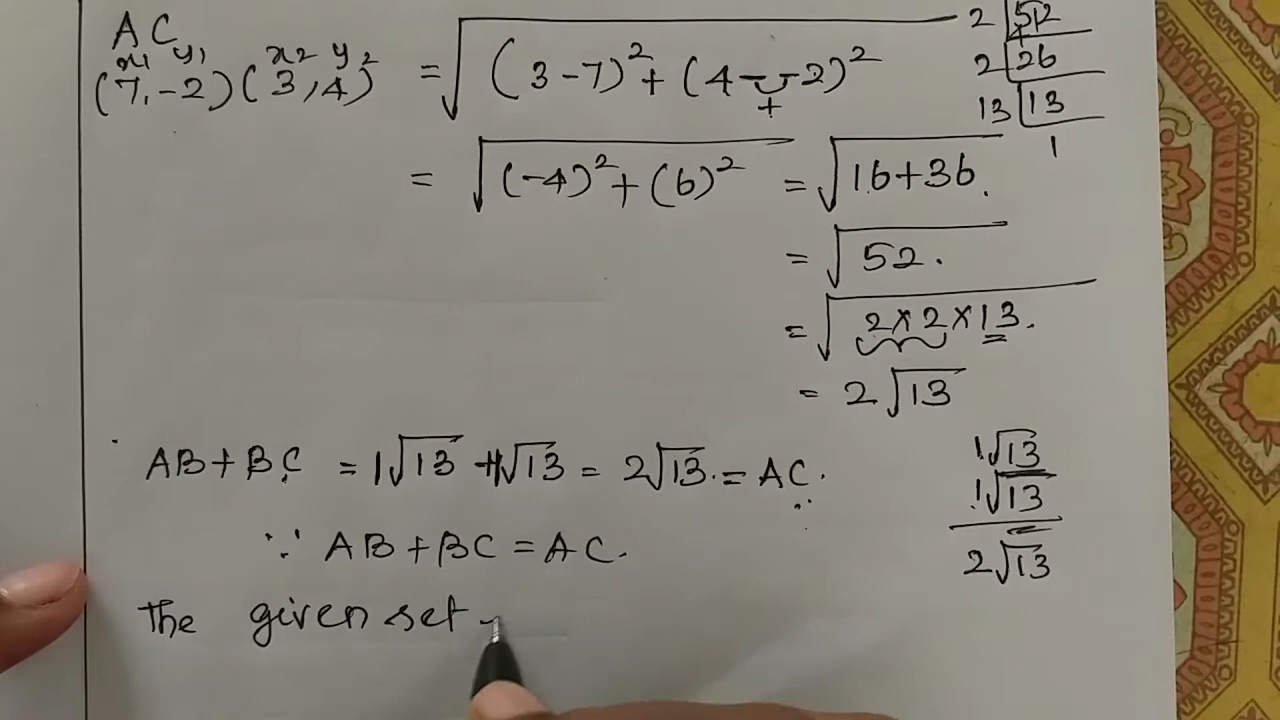 AC
x1 y1 x2 y2
(7,-2)(3,4) = √(3-7)²+(4--2)²
+
= √(-4)²+(6)² = √16+36.
= √52.
= √2×2×13.
= 2√13
2 52
2 26
13 13
1
AB+BC = 1√13 +1√13 = 2√13. = AC.
∵ AB+BC = AC.
The given set
1√13
1√13
2√13